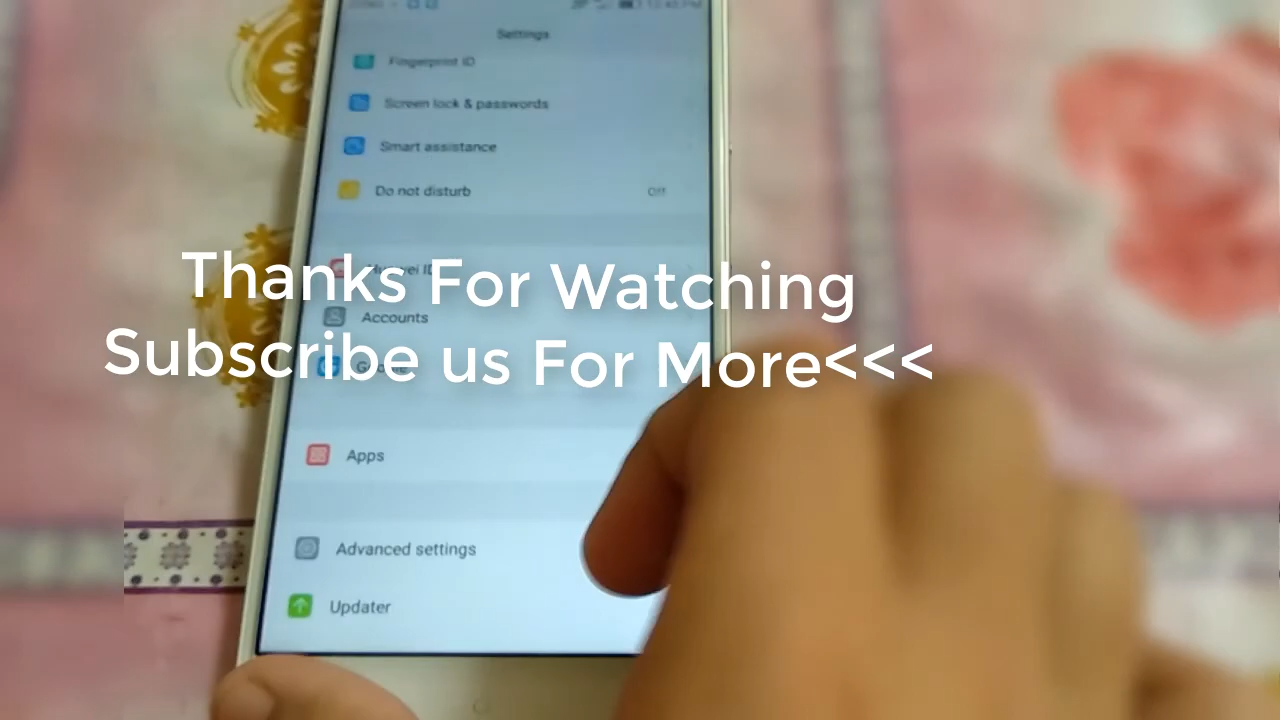 Settings
Fingerprint ID
Screen lock & passwords
Smart assistance
Do not disturb Off
Thanks For Watching
Accounts
Subscribe us For More<<<
Apps
Advanced settings
Updater